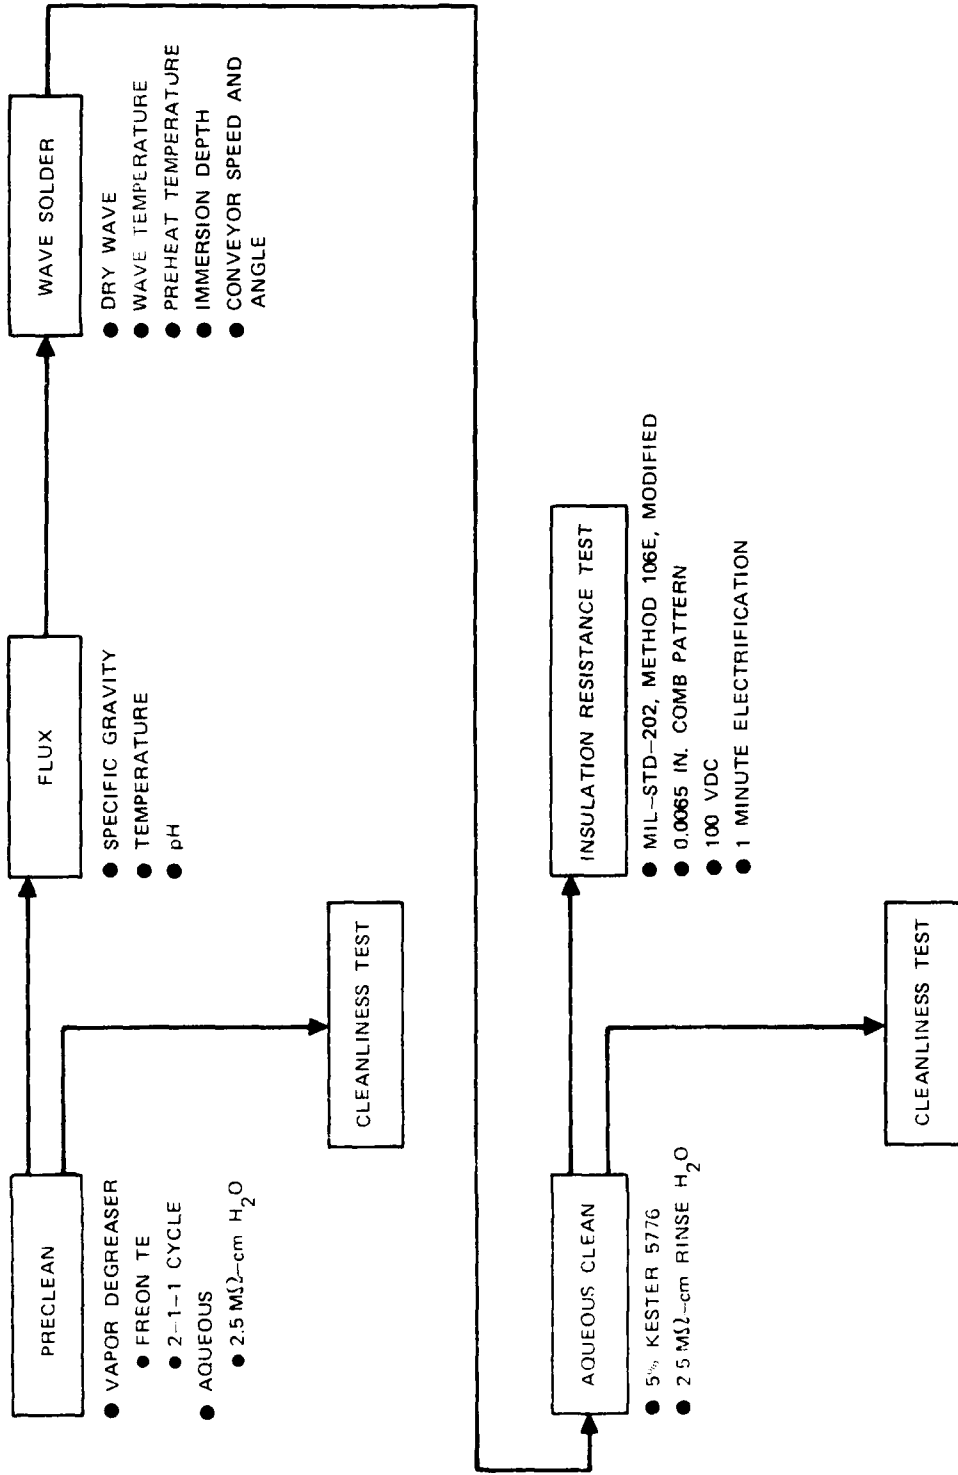 PRECLEAN
● VAPOR DEGREASER
● FREON TE
● 2-1-1 CYCLE
● AQUEOUS
● 2.5 MΩ-cm H₂O
CLEANLINESS TEST
FLUX
● SPECIFIC GRAVITY
● TEMPERATURE
● pH
WAVE SOLDER
● DRY WAVE
● WAVE TEMPERATURE
● PREHEAT TEMPERATURE
● IMMERSION DEPTH
● CONVEYOR SPEED AND
ANGLE
AQUEOUS CLEAN
● 5% KESTER 5776
● 2 5 MΩ-cm RINSE H₂O
CLEANLINESS TEST
INSULATION RESISTANCE TEST
● MIL-STD-202, METHOD 106E, MODIFIED
● 0.0065 IN. COMB PATTERN
● 100 VDC
● 1 MINUTE ELECTRIFICATION